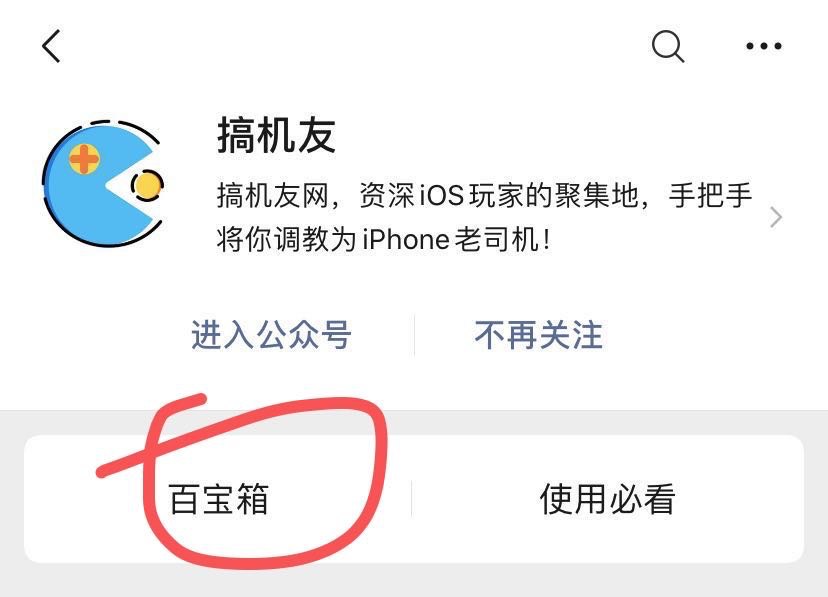 搞机友
搞机友网，资深iOS玩家的聚集地，手把手
将你调教为iPhone老司机！
进入公众号
不再关注
百宝箱
使用必看